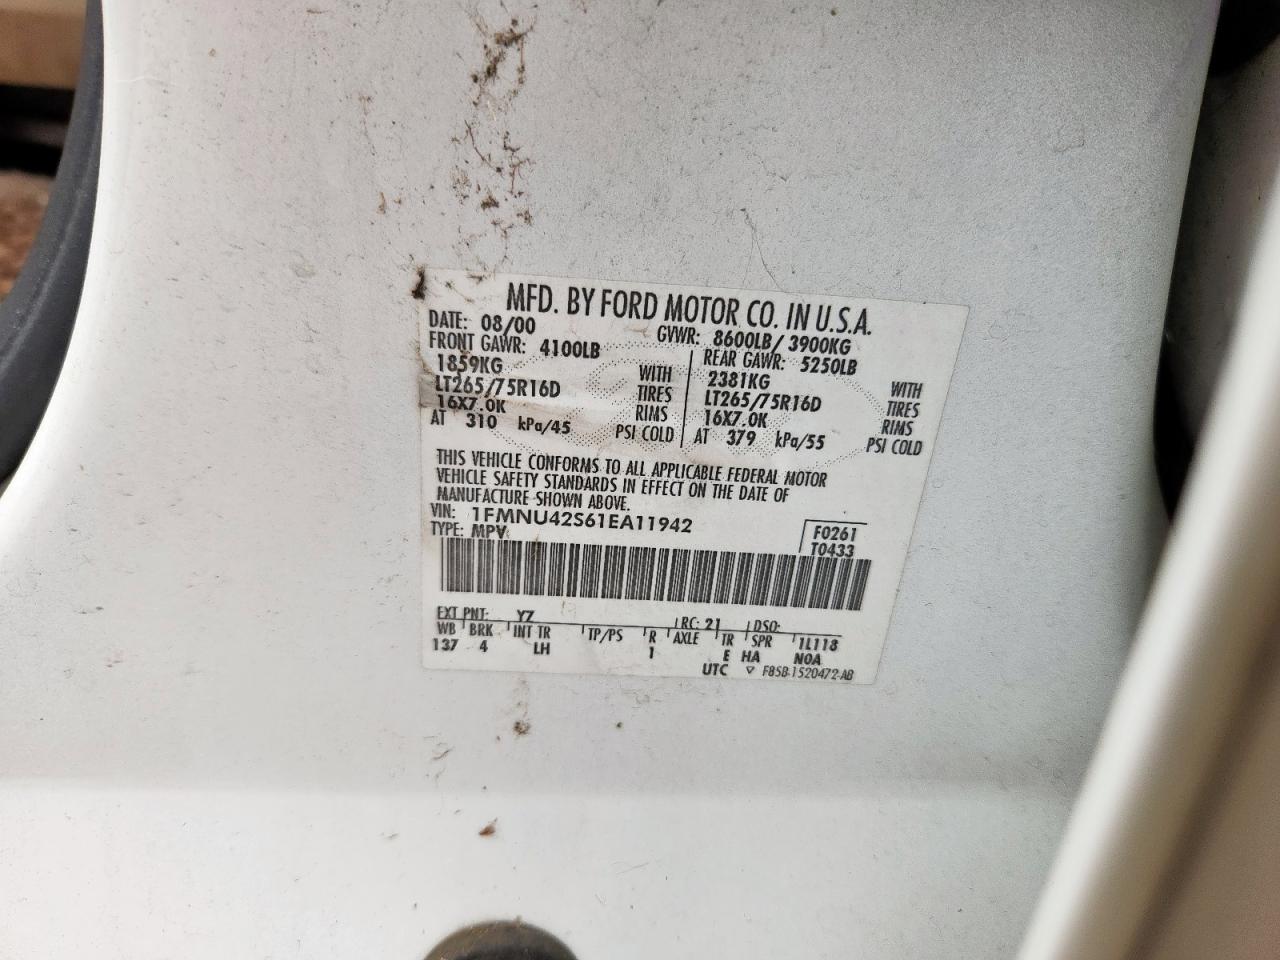 MFD. BY FORD MOTOR CO. IN U.S.A.
DATE: 08/00 GVWR: 8600LB/ 3900KG
FRONT GAWR: 4100LB REAR GAWR: 5250LB
1859KG WITH 2381KG WITH
LT265/75R16D TIRES LT265/75R16D TIRES
16X7.0K RIMS 16X7.0K RIMS
AT 310 kPa/45 PSI COLD AT 379 kPa/55 PSI COLD
THIS VEHICLE CONFORMS TO ALL APPLICABLE FEDERAL MOTOR
VEHICLE SAFETY STANDARDS IN EFFECT ON THE DATE OF
MANUFACTURE SHOWN ABOVE.
VIN: 1FMNU42S61EA11942 F0261
TYPE: MPV T0433
EXT PNT: YZ RC: 21 DSO:
WB BRK INT TR TP/PS R AXLE TR SPR 1L118
137 4 LH 1 E HA NOA
UTC ▽ F85B-1520472-AB